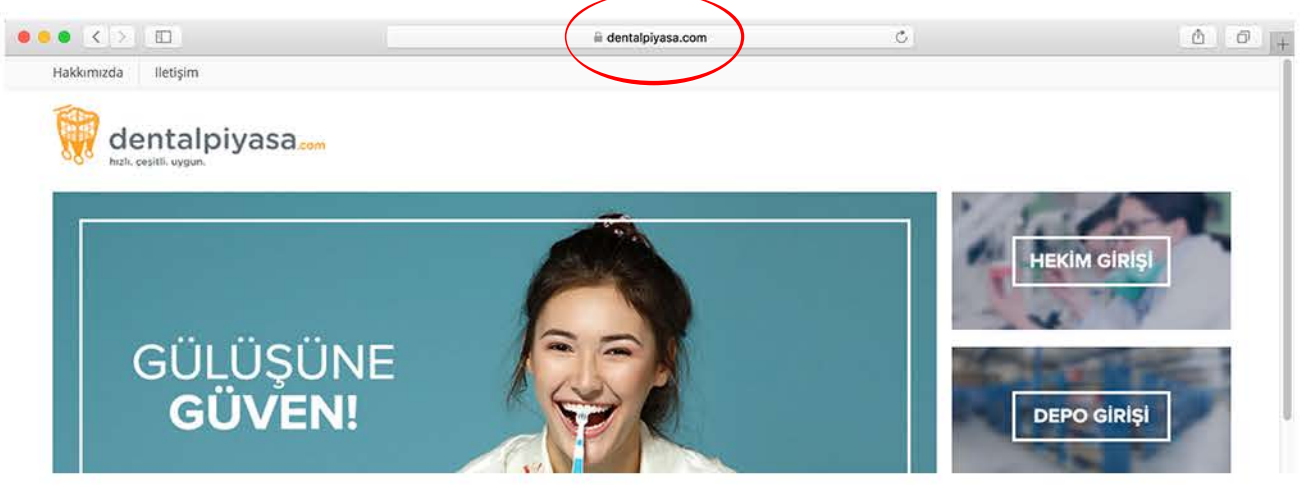 dentalpiyasa.com
Hakkımızda Iletişim
dentalpiyasa.com
hızlı. çeşitli. uygun.
HEKİM GİRİŞİ
GÜLÜŞÜNE
GÜVEN!
DEPO GİRİŞİ